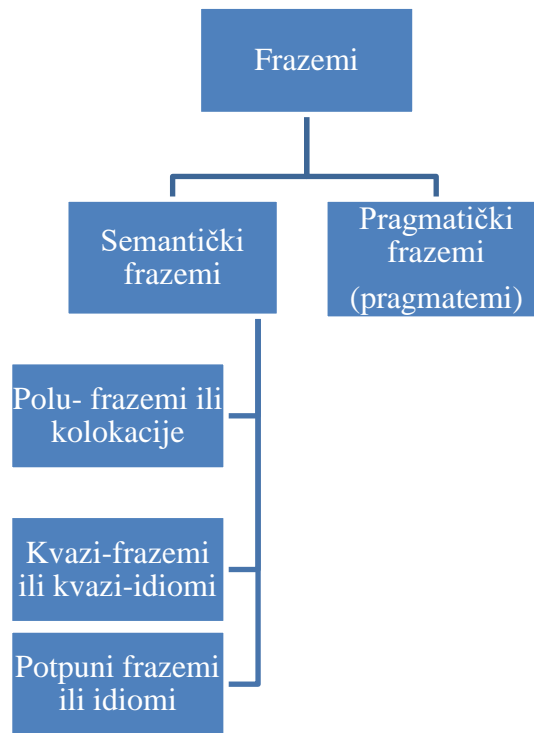 Frazemi
Semantički
frazemi
Pragmatički
frazemi
(pragmatemi)
Polu- frazemi ili
kolokacije
Kvazi-frazemi
ili kvazi-idiomi
Potpuni frazemi
ili idiomi